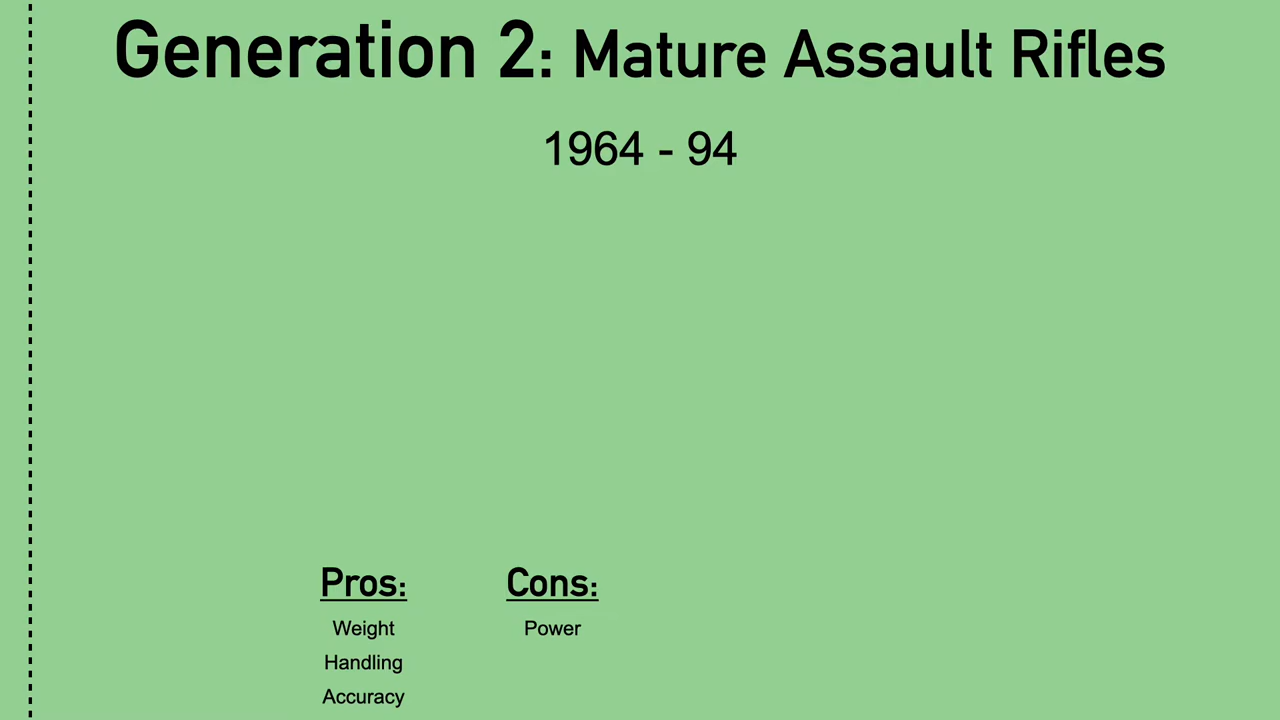 Generation 2: Mature Assault Rifles
1964 - 94
Pros: Cons:
Weight Power
Handling
Accuracy